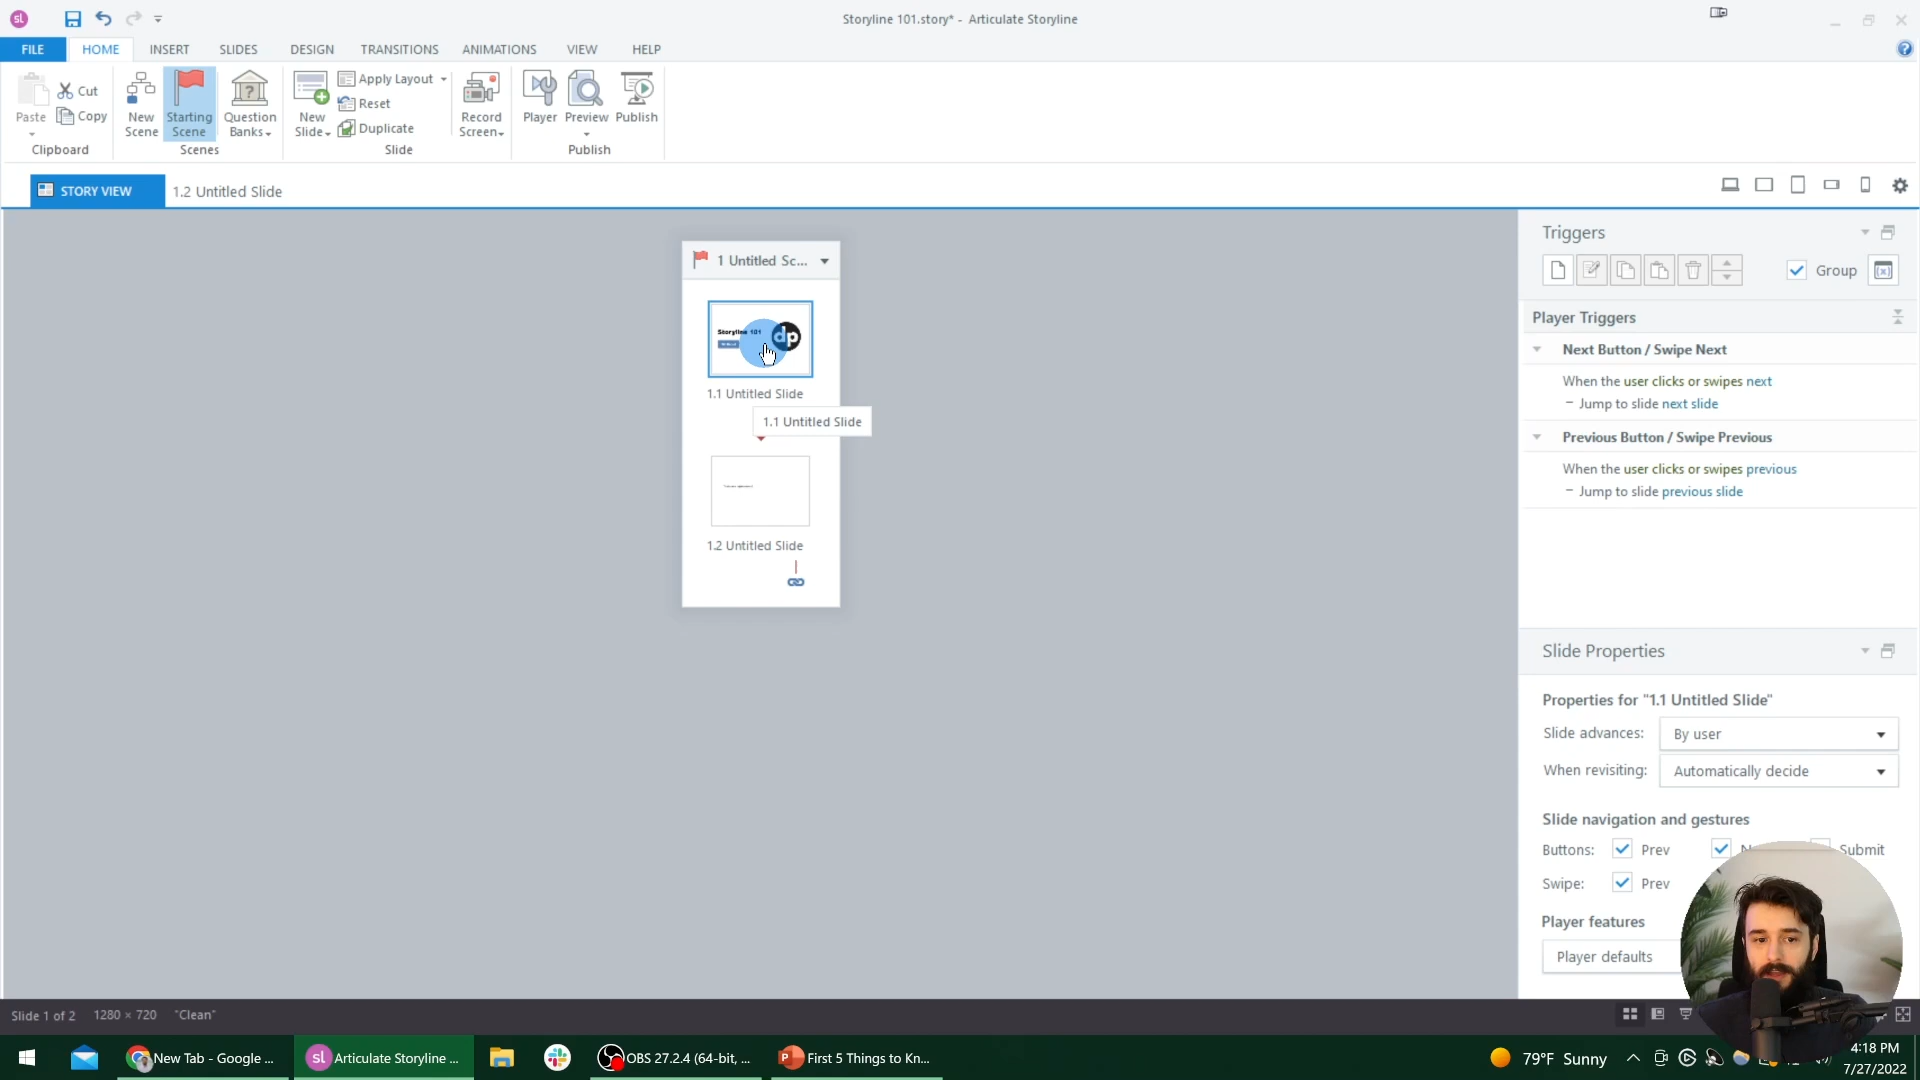 sl
Storyline 101.story* - Articulate Storyline
FILE HOME INSERT SLIDES DESIGN TRANSITIONS ANIMATIONS VIEW HELP
Paste
Cut
Copy
Clipboard
New Scene
Starting Scene
Question Banks
Scenes
New Slide
Apply Layout
Reset
Duplicate
Slide
Record Screen
Player
Preview
Publish
Publish
STORY VIEW
1.2 Untitled Slide
1 Untitled Sc...
Storyline 101
dp
1.1 Untitled Slide
1.1 Untitled Slide
1.2 Untitled Slide
Triggers
Group
Player Triggers
Next Button / Swipe Next
When the user clicks or swipes next
– Jump to slide next slide
Previous Button / Swipe Previous
When the user clicks or swipes previous
– Jump to slide previous slide
Slide Properties
Properties for "1.1 Untitled Slide"
Slide advances: By user
When revisiting: Automatically decide
Slide navigation and gestures
Buttons: Prev Submit
Swipe: Prev
Player features
Player defaults
Slide 1 of 2 1280 × 720 "Clean"
New Tab - Google ...
sl Articulate Storyline ...
OBS 27.2.4 (64-bit, ...
First 5 Things to Kn...
79°F Sunny
4:18 PM
7/27/2022